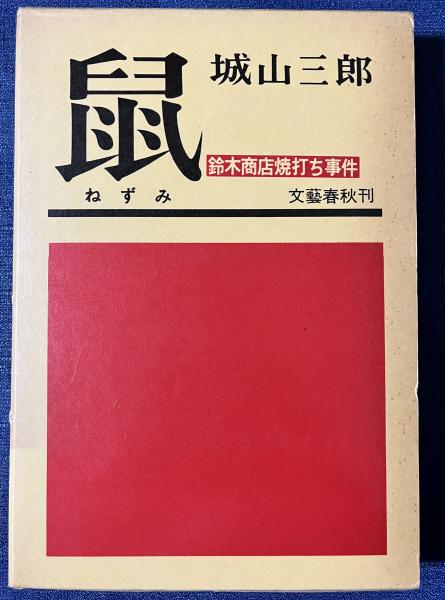 鼠
ねずみ
城山三郎
鈴木商店焼打ち事件
文藝春秋刊